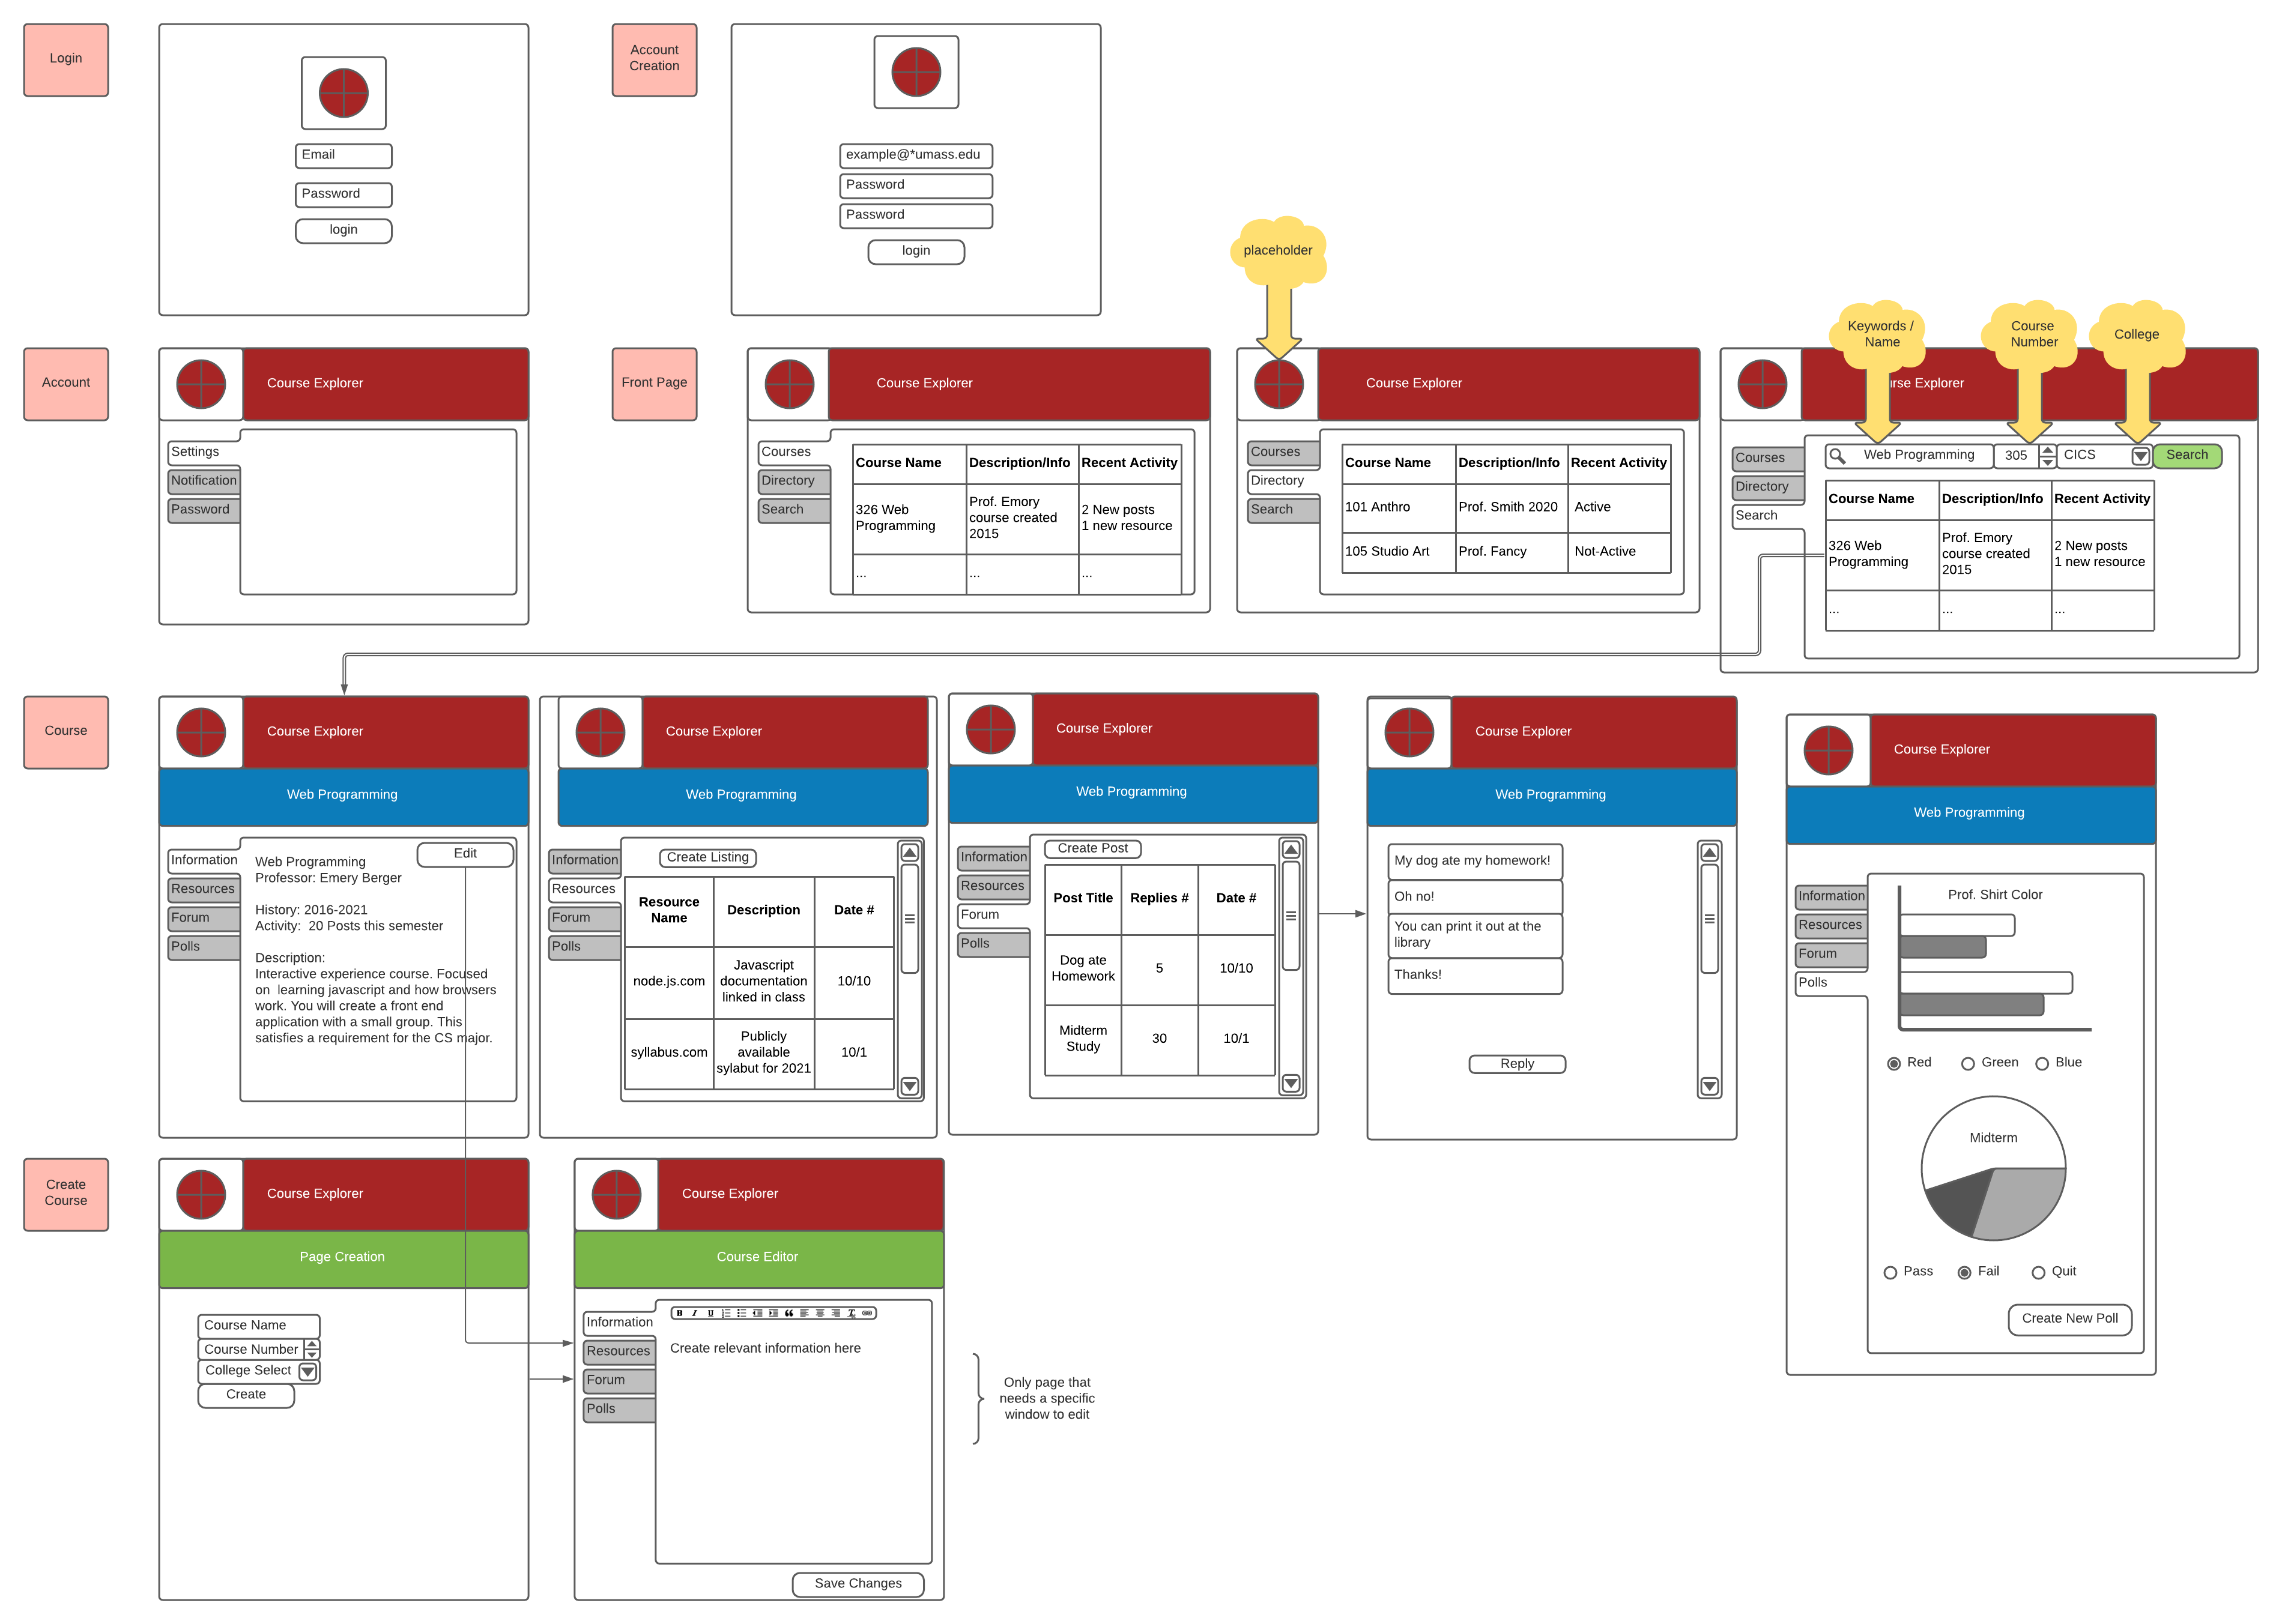 Login
Email
Password
login
Account
Creation
example@*umass.edu
Password
Password
login
placeholder
Keywords /
Name
Course
Number
College
Account
Course Explorer
Settings
Notification
Password
Front Page
Course Explorer
Courses
Directory
Search
Course Name Description/Info Recent Activity
326 Web
Programming
Prof. Emory
course created
2015
2 New posts
1 new resource
... ... ...
Course Explorer
Courses
Directory
Search
Course Name Description/Info Recent Activity
101 Anthro Prof. Smith 2020 Active
105 Studio Art Prof. Fancy Not-Active
rse Explorer
Courses
Directory
Search
Web Programming 305 CICS Search
Course Name Description/Info Recent Activity
326 Web
Programming
Prof. Emory
course created
2015
2 New posts
1 new resource
... ... ...
Course
Course Explorer
Web Programming
Information
Resources
Forum
Polls
Edit
Web Programming
Professor: Emery Berger
History: 2016-2021
Activity: 20 Posts this semester
Description:
Interactive experience course. Focused
on learning javascript and how browsers
work. You will create a front end
application with a small group. This
satisfies a requirement for the CS major.
Course Explorer
Web Programming
Information
Resources
Forum
Polls
Create Listing
Resource
Name
Description
Date #
node.js.com
Javascript
documentation
linked in class
10/10
syllabus.com
Publicly
available
sylabut for 2021
10/1
Course Explorer
Web Programming
Information
Resources
Forum
Polls
Create Post
Post Title Replies # Date #
Dog ate
Homework
5
10/10
Midterm
Study
30
10/1
Course Explorer
Web Programming
My dog ate my homework!
Oh no!
You can print it out at the
library
Thanks!
Reply
Course Explorer
Web Programming
Information
Resources
Forum
Polls
Prof. Shirt Color
Red Green Blue
Midterm
Pass Fail Quit
Create New Poll
Create
Course
Course Explorer
Page Creation
Course Name
Course Number
College Select
Create
Course Explorer
Course Editor
Information
Resources
Forum
Polls
B I U
Create relevant information here
Save Changes
Only page that
needs a specific
window to edit